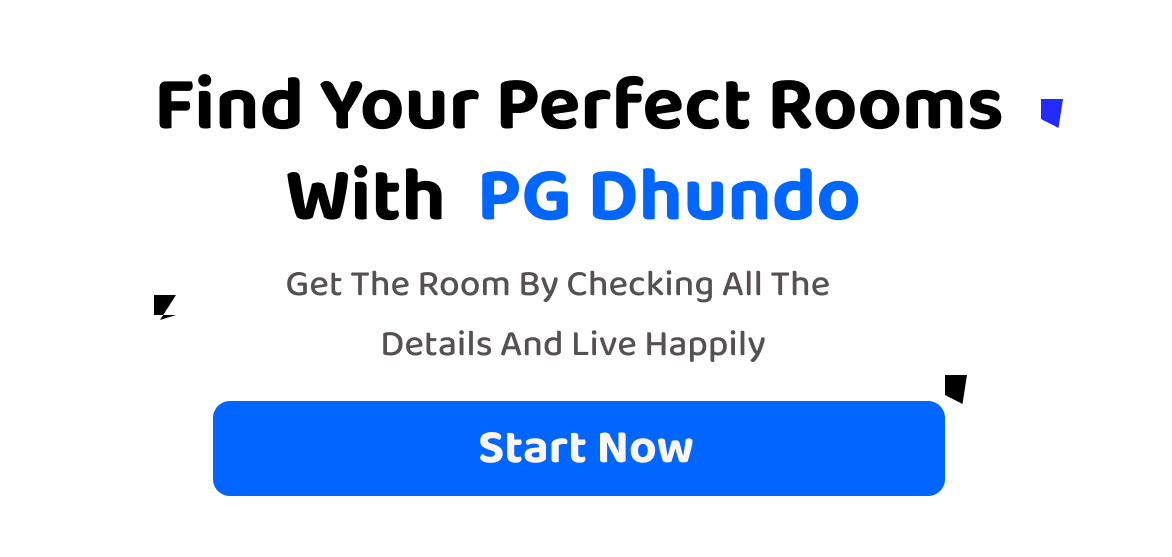 Find Your Perfect Rooms
With PG Dhundo
Get The Room By Checking All The
Details And Live Happily
Start Now